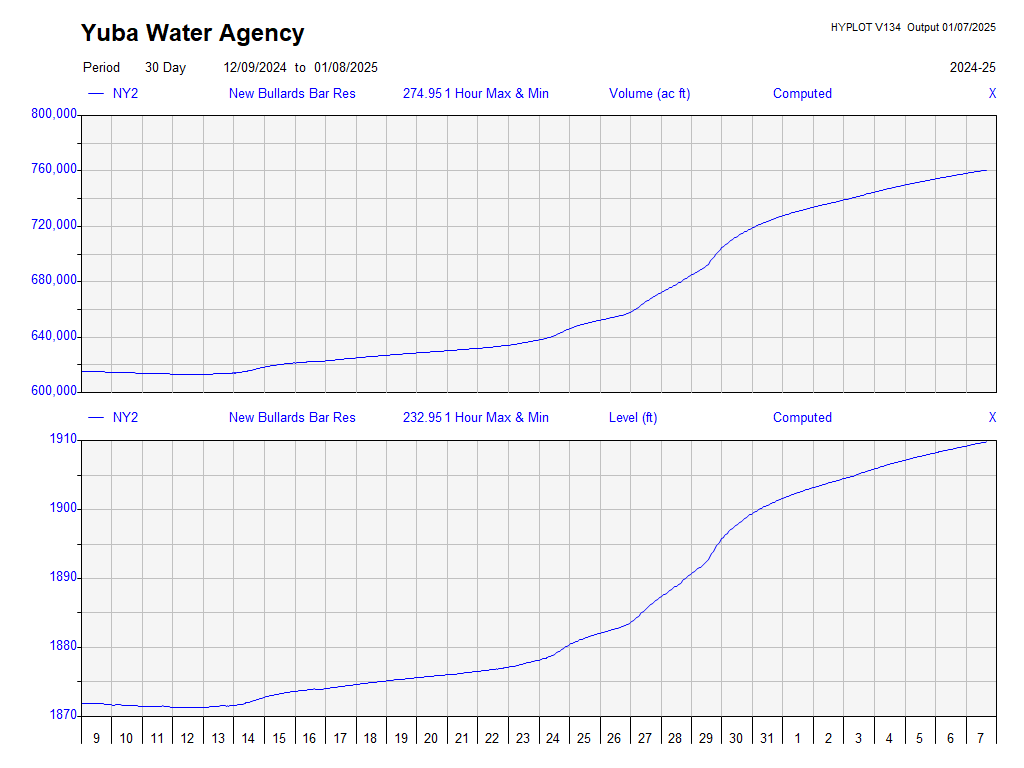 Yuba Water Agency
HYPLOT V134 Output 01/07/2025
Period 30 Day 12/09/2024 to 01/08/2025 2024-25
NY2 New Bullards Bar Res 274.95 1 Hour Max & Min Volume (ac ft) Computed X
800,000
760,000
720,000
680,000
640,000
600,000
NY2 New Bullards Bar Res 232.95 1 Hour Max & Min Level (ft) Computed X
1910
1900
1890
1880
1870
9 10 11 12 13 14 15 16 17 18 19 20 21 22 23 24 25 26 27 28 29 30 31 1 2 3 4 5 6 7